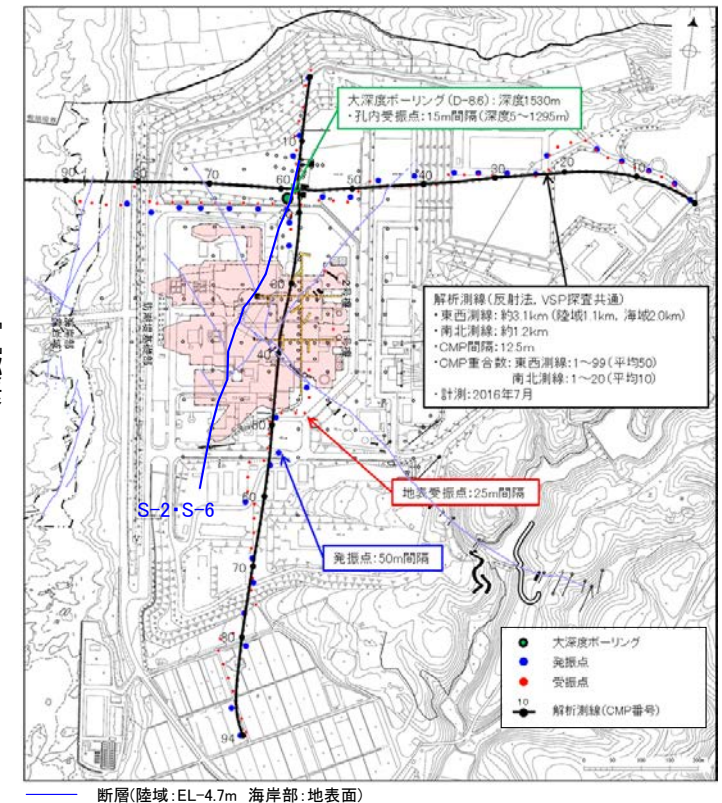 大深度ボーリング(D-8.6):深度1530m
・孔内受振点:15m間隔(深度5～1295m)
10
90
70
60
50
40
30
20
10
解析測線(反射法、VSP探査共通)
・東西測線:約3.1km(陸域1.1km, 海域2.0km)
・南北測線:約1.2km
・CMP間隔:12.5m
・CMP重合数:東西測線:1～99(平均50)
南北測線:1～20(平均10)
・計測:2016年7月
防潮堤基礎部
40
地表受振点:25m間隔
S-2・S-6
60
発振点:50m間隔
70
80
94
大深度ボーリング
発振点
受振点
10
解析測線(CMP番号)
断層(陸域:EL-4.7m 海岸部:地表面)